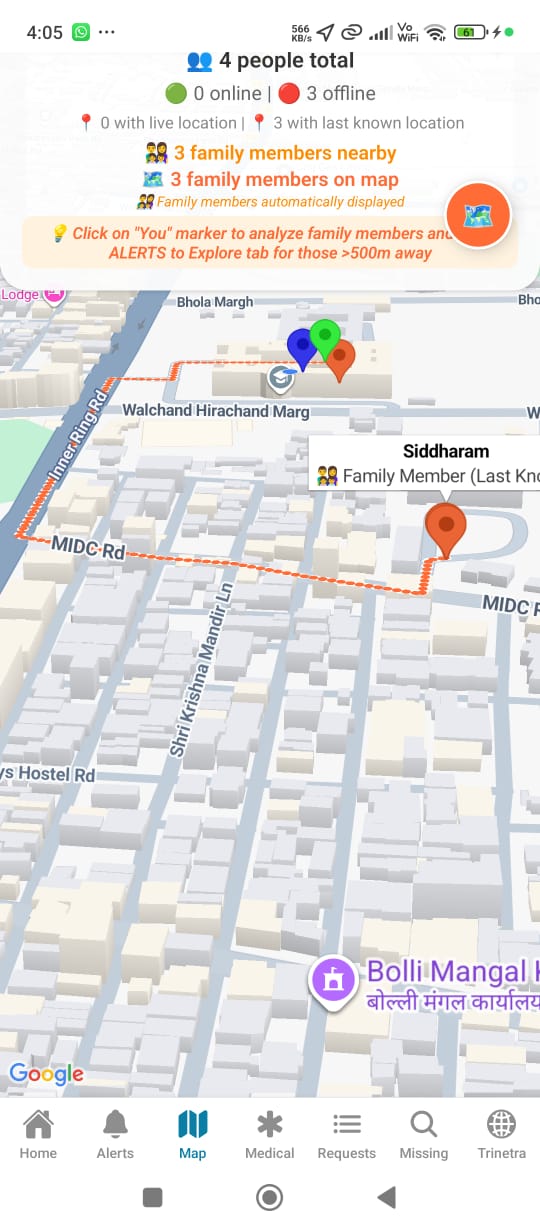 4:05
566
KB/s
Vo
WiFi
61
👥 4 people total
🟢 0 online | 🔴 3 offline
📍 0 with live location | 📍 3 with last known location
👨‍👩‍👧‍👦 3 family members nearby
🗺️ 3 family members on map
👨‍👩‍👧‍👦 Family members automatically displayed
💡 Click on "You" marker to analyze family members and
ALERTS to Explore tab for those >500m away
Lodge
Bhola Margh
Bho
Inner Ring Rd
Walchand Hirachand Marg
W
Siddharam
👨‍👩‍👧‍👦 Family Member (Last Kno
MIDC Rd
MIDC R
Shri Krishna Mandir Ln
ys Hostel Rd
Bolli Mangal K
बोल्ली मंगल कार्यालय
Google
Home
Alerts
Map
Medical
Requests
Missing
Trinetra